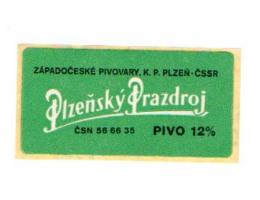 ZÁPADOČESKÉ PIVOVARY, K. P. PLZEŇ-ČSSR
Plzeňský Prazdroj
ČSN 56 66 35 PIVO 12%